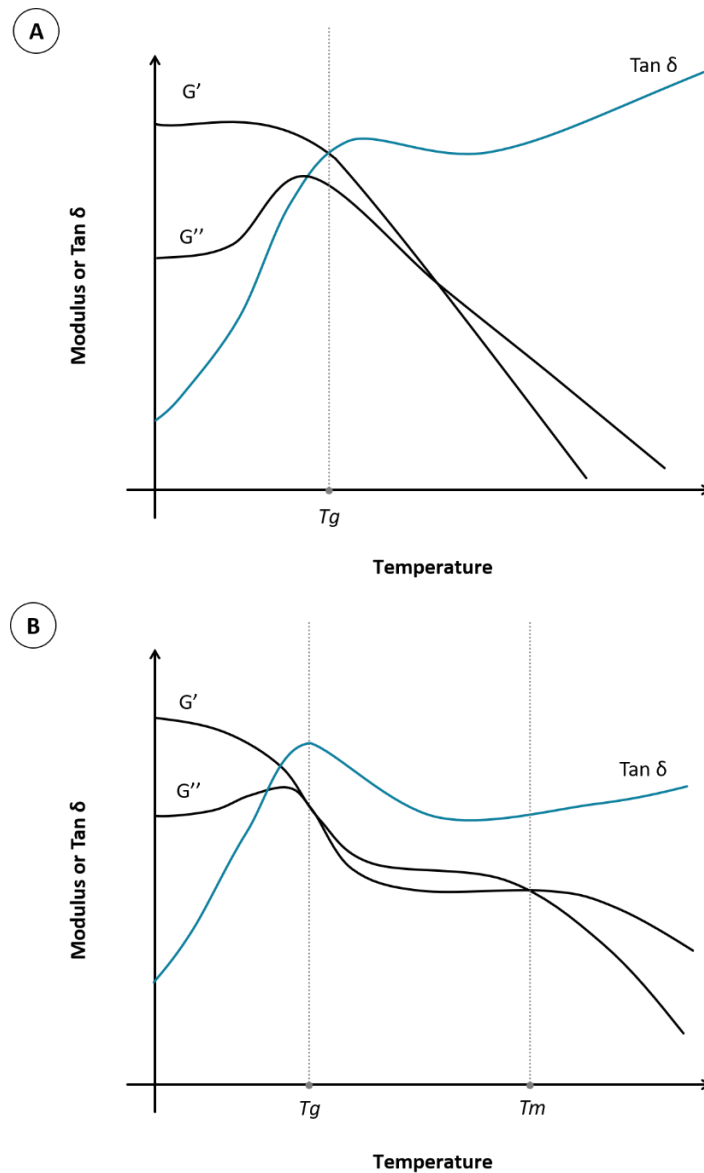 A
G’
Tan δ
G’’
Modulus or Tan δ
Tg
Temperature
B
G’
G’’
Tan δ
Modulus or Tan δ
Tg
Tm
Temperature